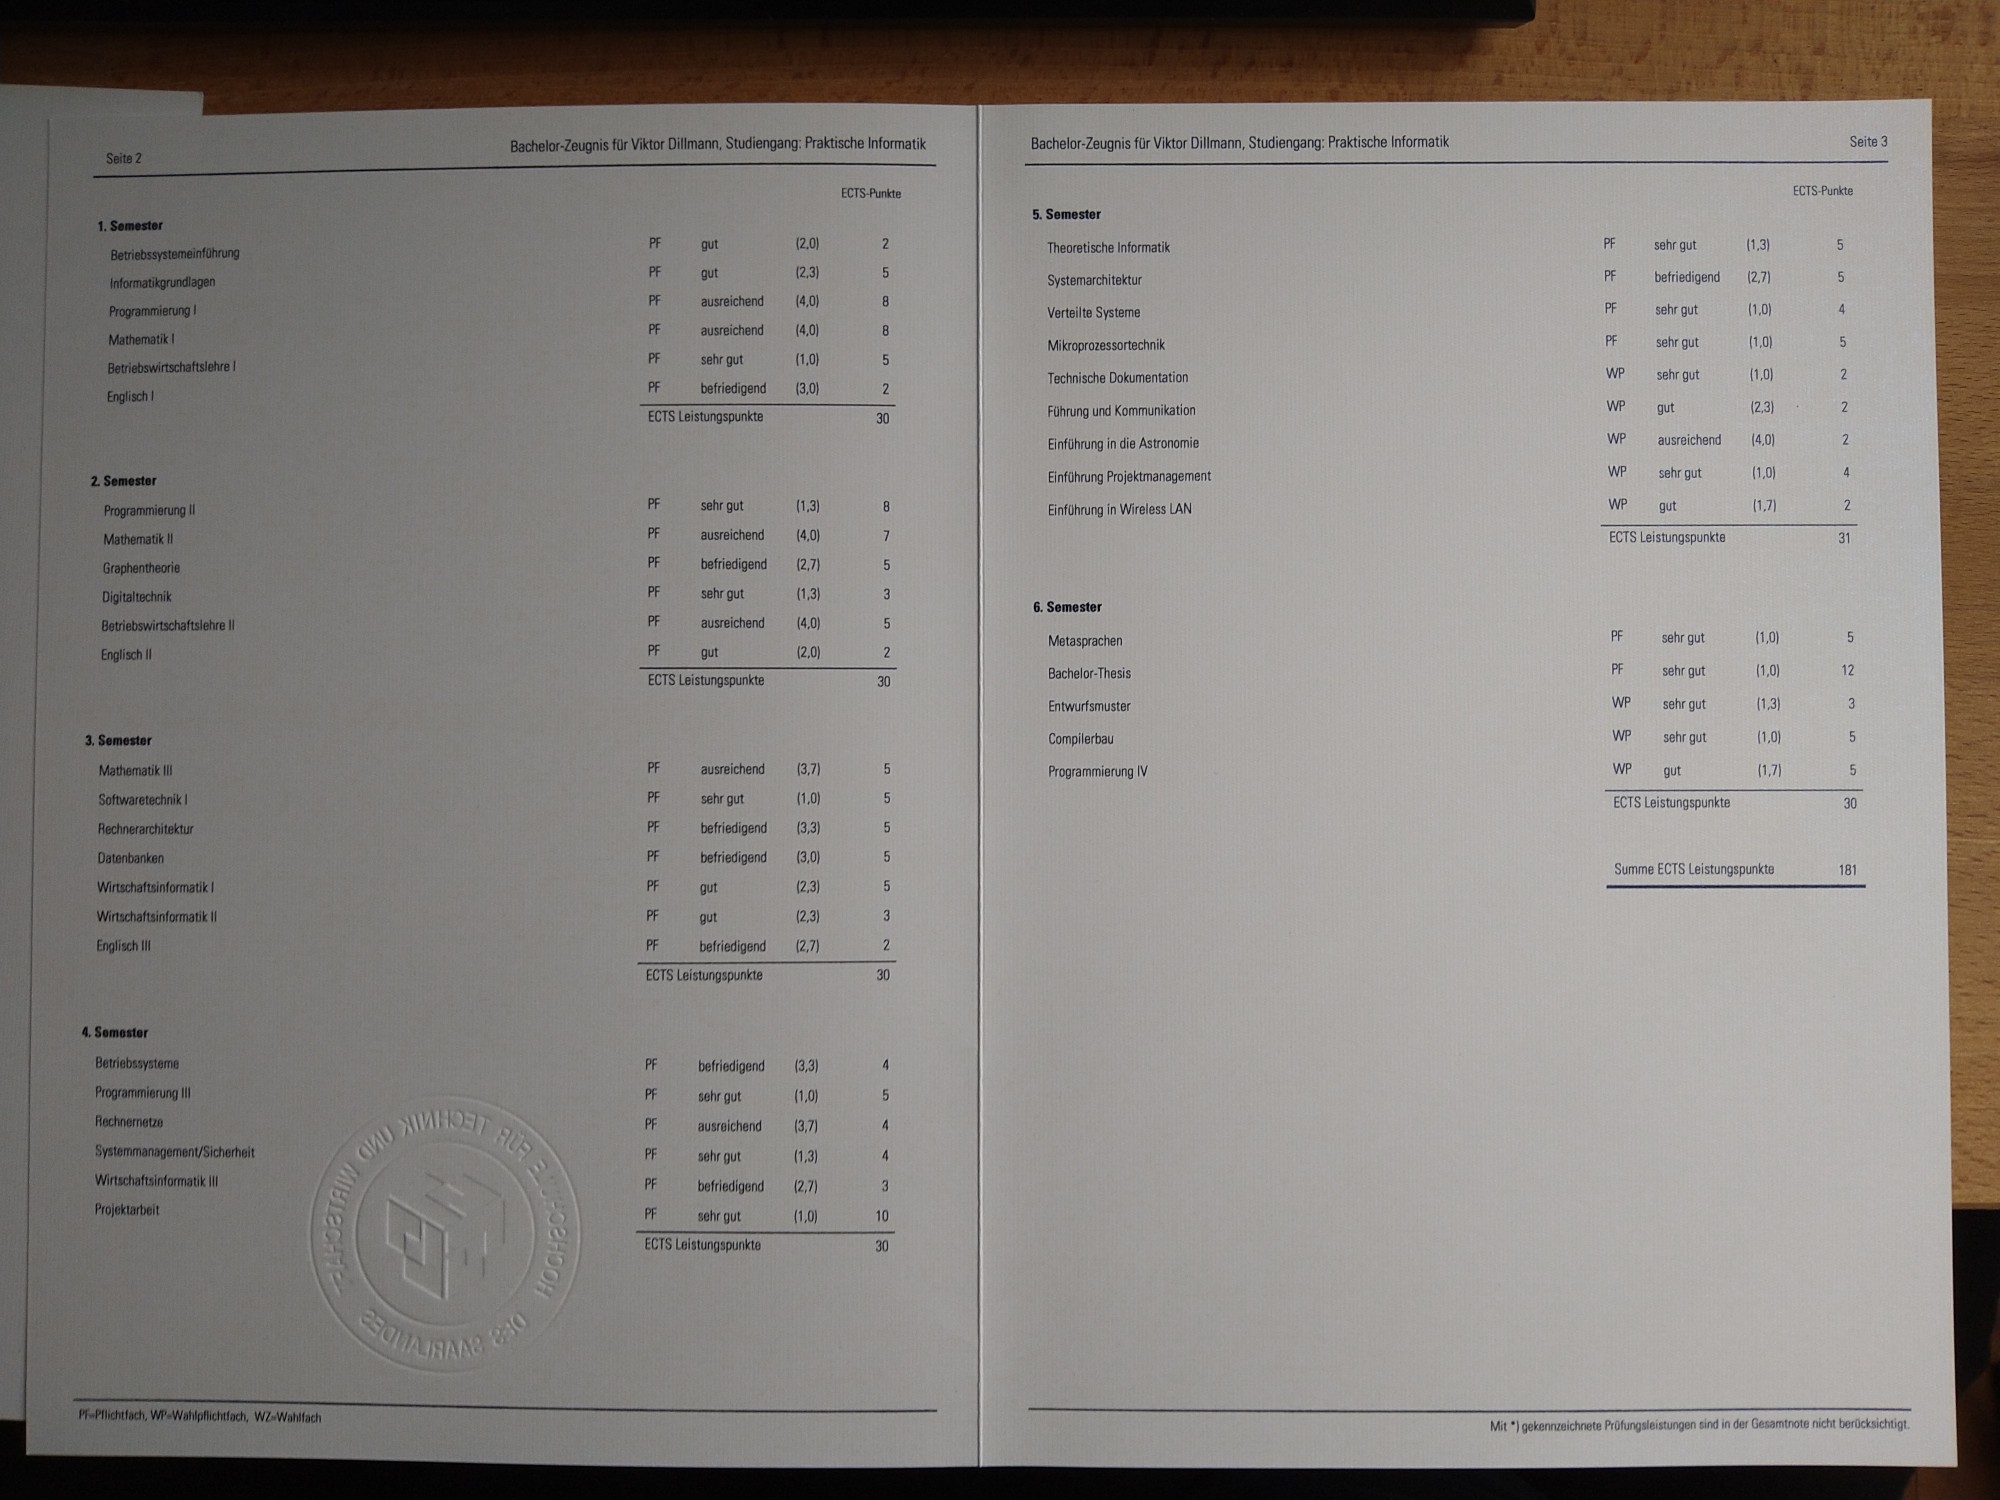 Seite 2
Bachelor-Zeugnis für Viktor Dillmann, Studiengang: Praktische Informatik
ECTS-Punkte
1. Semester
Betriebssystemeinführung PF gut (2,0) 2
Informatikgrundlagen PF gut (2,3) 5
Programmierung I PF ausreichend (4,0) 8
Mathematik I PF ausreichend (4,0) 8
Betriebswirtschaftslehre I PF sehr gut (1,0) 5
Englisch I PF befriedigend (3,0) 2
ECTS Leistungspunkte 30
2. Semester
Programmierung II PF sehr gut (1,3) 8
Mathematik II PF ausreichend (4,0) 7
Graphentheorie PF befriedigend (2,7) 5
Digitaltechnik PF sehr gut (1,3) 3
Betriebswirtschaftslehre II PF ausreichend (4,0) 5
Englisch II PF gut (2,0) 2
ECTS Leistungspunkte 30
3. Semester
Mathematik III PF ausreichend (3,7) 5
Softwaretechnik I PF sehr gut (1,0) 5
Rechnerarchitektur PF befriedigend (3,3) 5
Datenbanken PF befriedigend (3,0) 5
Wirtschaftsinformatik I PF gut (2,3) 5
Wirtschaftsinformatik II PF gut (2,3) 3
Englisch III PF befriedigend (2,7) 2
ECTS Leistungspunkte 30
4. Semester
Betriebssysteme PF befriedigend (3,3) 4
Programmierung III PF sehr gut (1,0) 5
Rechnernetze PF ausreichend (3,7) 4
Systemmanagement/Sicherheit PF sehr gut (1,3) 4
Wirtschaftsinformatik III PF befriedigend (2,7) 3
Projektarbeit PF sehr gut (1,0) 10
ECTS Leistungspunkte 30
HOCHSCHULE FÜR TECHNIK UND WIRTSCHAFT
DES SAARLANDES
PF=Pflichtfach, WP=Wahlpflichtfach, WZ=Wahlfach
Bachelor-Zeugnis für Viktor Dillmann, Studiengang: Praktische Informatik
Seite 3
ECTS-Punkte
5. Semester
Theoretische Informatik PF sehr gut (1,3) 5
Systemarchitektur PF befriedigend (2,7) 5
Verteilte Systeme PF sehr gut (1,0) 4
Mikroprozessortechnik PF sehr gut (1,0) 5
Technische Dokumentation WP sehr gut (1,0) 2
Führung und Kommunikation WP gut (2,3) 2
Einführung in die Astronomie WP ausreichend (4,0) 2
Einführung Projektmanagement WP sehr gut (1,0) 4
Einführung in Wireless LAN WP gut (1,7) 2
ECTS Leistungspunkte 31
6. Semester
Metasprachen PF sehr gut (1,0) 5
Bachelor-Thesis PF sehr gut (1,0) 12
Entwurfsmuster WP sehr gut (1,3) 3
Compilerbau WP sehr gut (1,0) 5
Programmierung IV WP gut (1,7) 5
ECTS Leistungspunkte 30
Summe ECTS Leistungspunkte 181
Mit *) gekennzeichnete Prüfungsleistungen sind in der Gesamtnote nicht berücksichtigt.